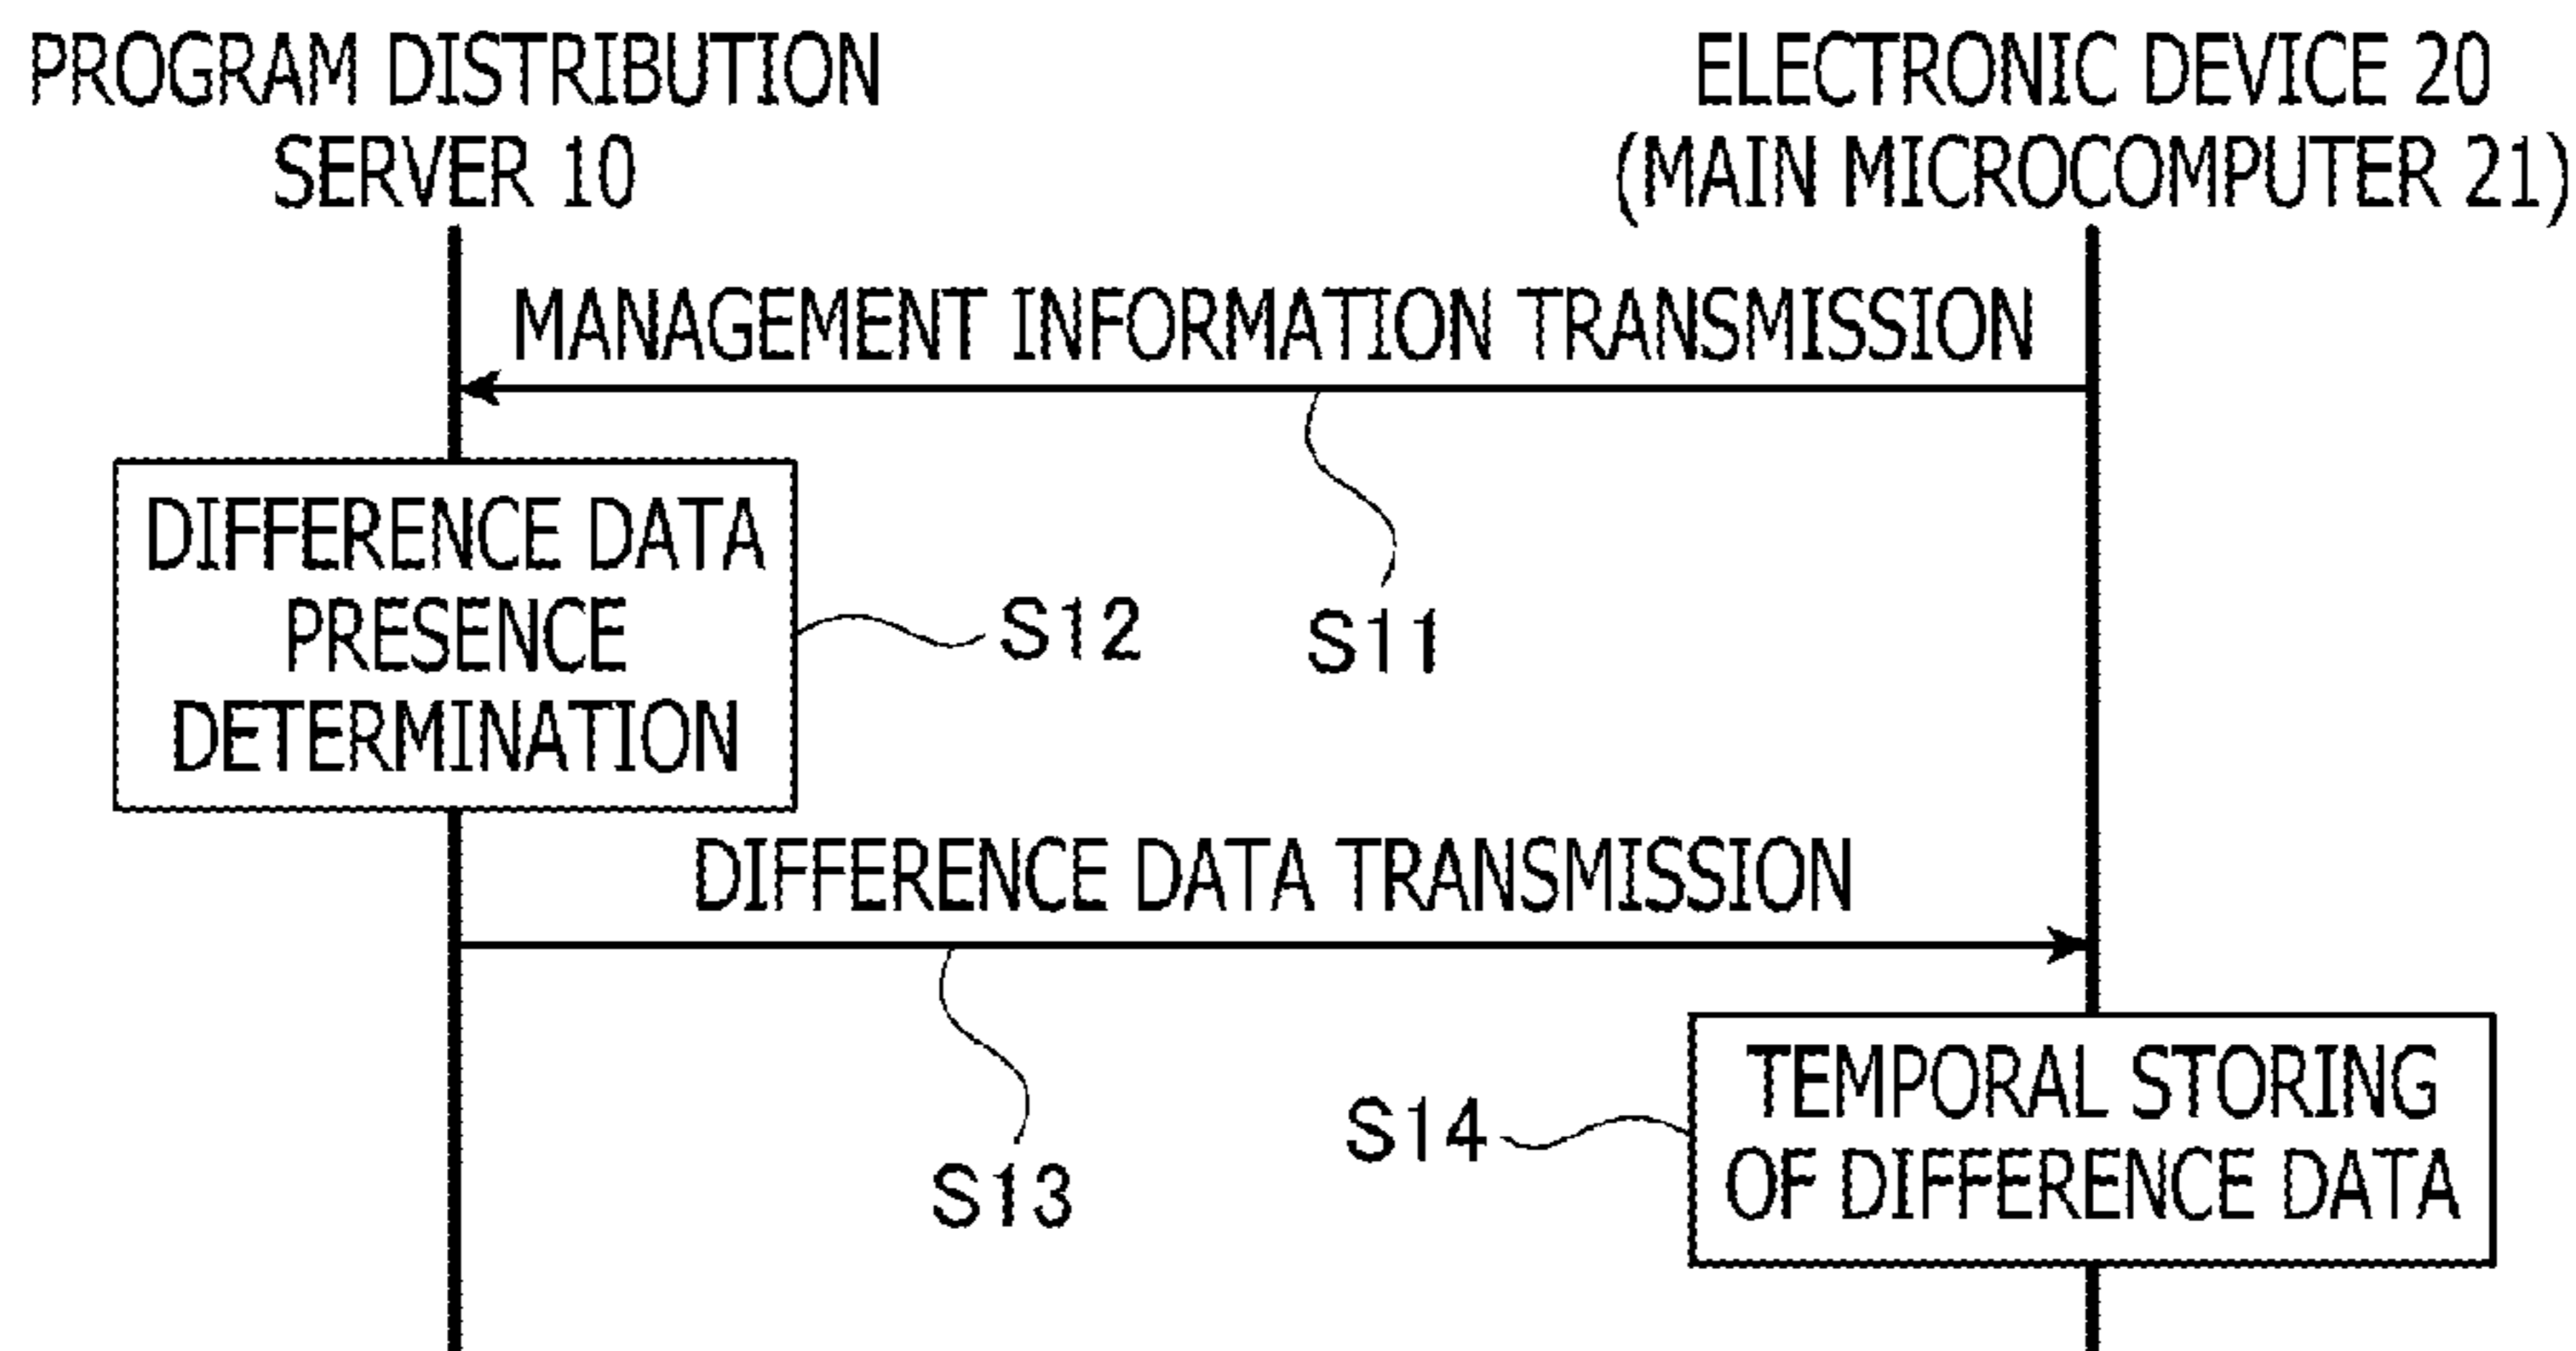 PROGRAM DISTRIBUTION
SERVER 10
ELECTRONIC DEVICE 20
(MAIN MICROCOMPUTER 21)
MANAGEMENT INFORMATION TRANSMISSION
S11
DIFFERENCE DATA
PRESENCE
DETERMINATION
S12
DIFFERENCE DATA TRANSMISSION
S13
S14
TEMPORAL STORING
OF DIFFERENCE DATA